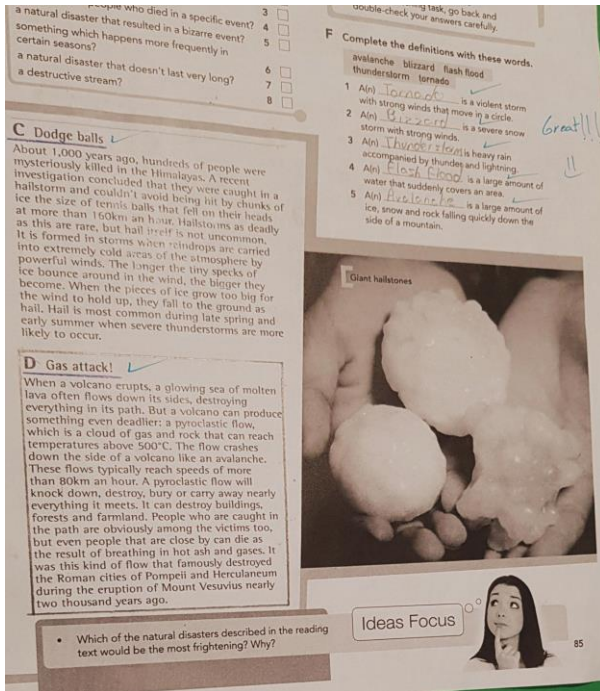 people who died in a specific event? 3
a natural disaster that resulted in a bizarre event? 4
something which happens more frequently in 5
certain seasons?
a natural disaster that doesn't last very long? 6
a destructive stream? 7
8
C Dodge balls
About 1,000 years ago, hundreds of people were
mysteriously killed in the Himalayas. A recent
investigation concluded that they were caught in a
hailstorm and couldn't avoid being hit by chunks of
ice the size of tennis balls that fell on their heads
at more than 160km an hour. Hailstorms as deadly
as this are rare, but hail itself is not uncommon.
It is formed in storms when raindrops are carried
into extremely cold areas of the atmosphere by
powerful winds. The longer the tiny specks of
ice bounce around in the wind, the bigger they
become. When the pieces of ice grow too big for
the wind to hold up, they fall to the ground as
hail. Hail is most common during late spring and
early summer when severe thunderstorms are more
likely to occur.
D Gas attack!
When a volcano erupts, a glowing sea of molten
lava often flows down its sides, destroying
everything in its path. But a volcano can produce
something even deadlier: a pyroclastic flow,
which is a cloud of gas and rock that can reach
temperatures above 500°C. The flow crashes
down the side of a volcano like an avalanche.
These flows typically reach speeds of more
than 80km an hour. A pyroclastic flow will
knock down, destroy, bury or carry away nearly
everything it meets. It can destroy buildings,
forests and farmland. People who are caught in
the path are obviously among the victims too,
but even people that are close by can die as
the result of breathing in hot ash and gases. It
was this kind of flow that famously destroyed
the Roman cities of Pompeii and Herculaneum
during the eruption of Mount Vesuvius nearly
two thousand years ago.
task, go back and
double-check your answers carefully.
F Complete the definitions with these words.
avalanche blizzard flash flood
thunderstorm tornado
1 A(n) Tornado is a violent storm
with strong winds that move in a circle.
2 A(n) Bizzard is a severe snow
storm with strong winds.
3 A(n) Thunderstorm is heavy rain
accompanied by thunder and lightning.
4 A(n) Flash flood is a large amount of
water that suddenly covers an area.
5 A(n) Avalanche is a large amount of
ice, snow and rock falling quickly down the
side of a mountain.
Great!!!
Giant hailstones
• Which of the natural disasters described in the reading
text would be the most frightening? Why?
Ideas Focus
85